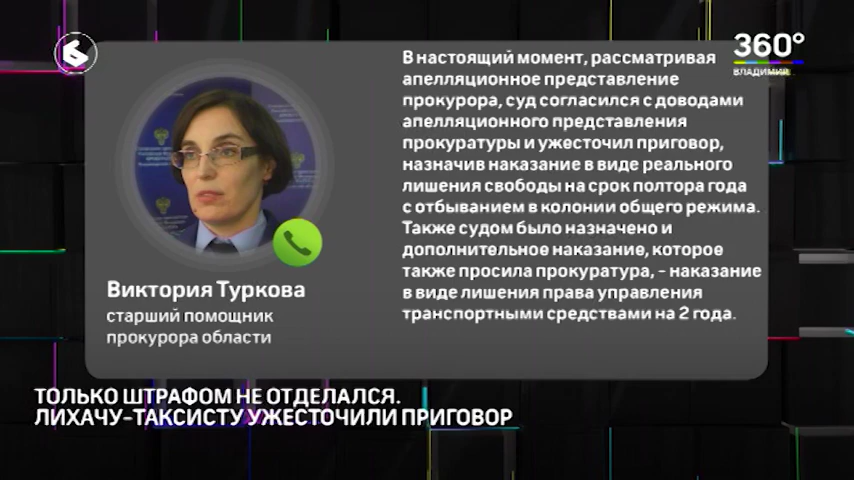 360°
ВЛАДИМИР
В настоящий момент, рассматривая
апелляционное представление
прокурора, суд согласился с доводами
апелляционного представления
прокуратуры и ужесточил приговор,
назначив наказание в виде реального
лишения свободы на срок полтора года
с отбыванием в колонии общего режима.
Также судом было назначено и
дополнительное наказание, которое
также просила прокуратура, - наказание
в виде лишения права управления
транспортными средствами на 2 года.
Виктория Туркова
старший помощник
прокурора области
ТОЛЬКО ШТРАФОМ НЕ ОТДЕЛАЛСЯ.
ЛИХАЧУ-ТАКСИСТУ УЖЕСТОЧИЛИ ПРИГОВОР